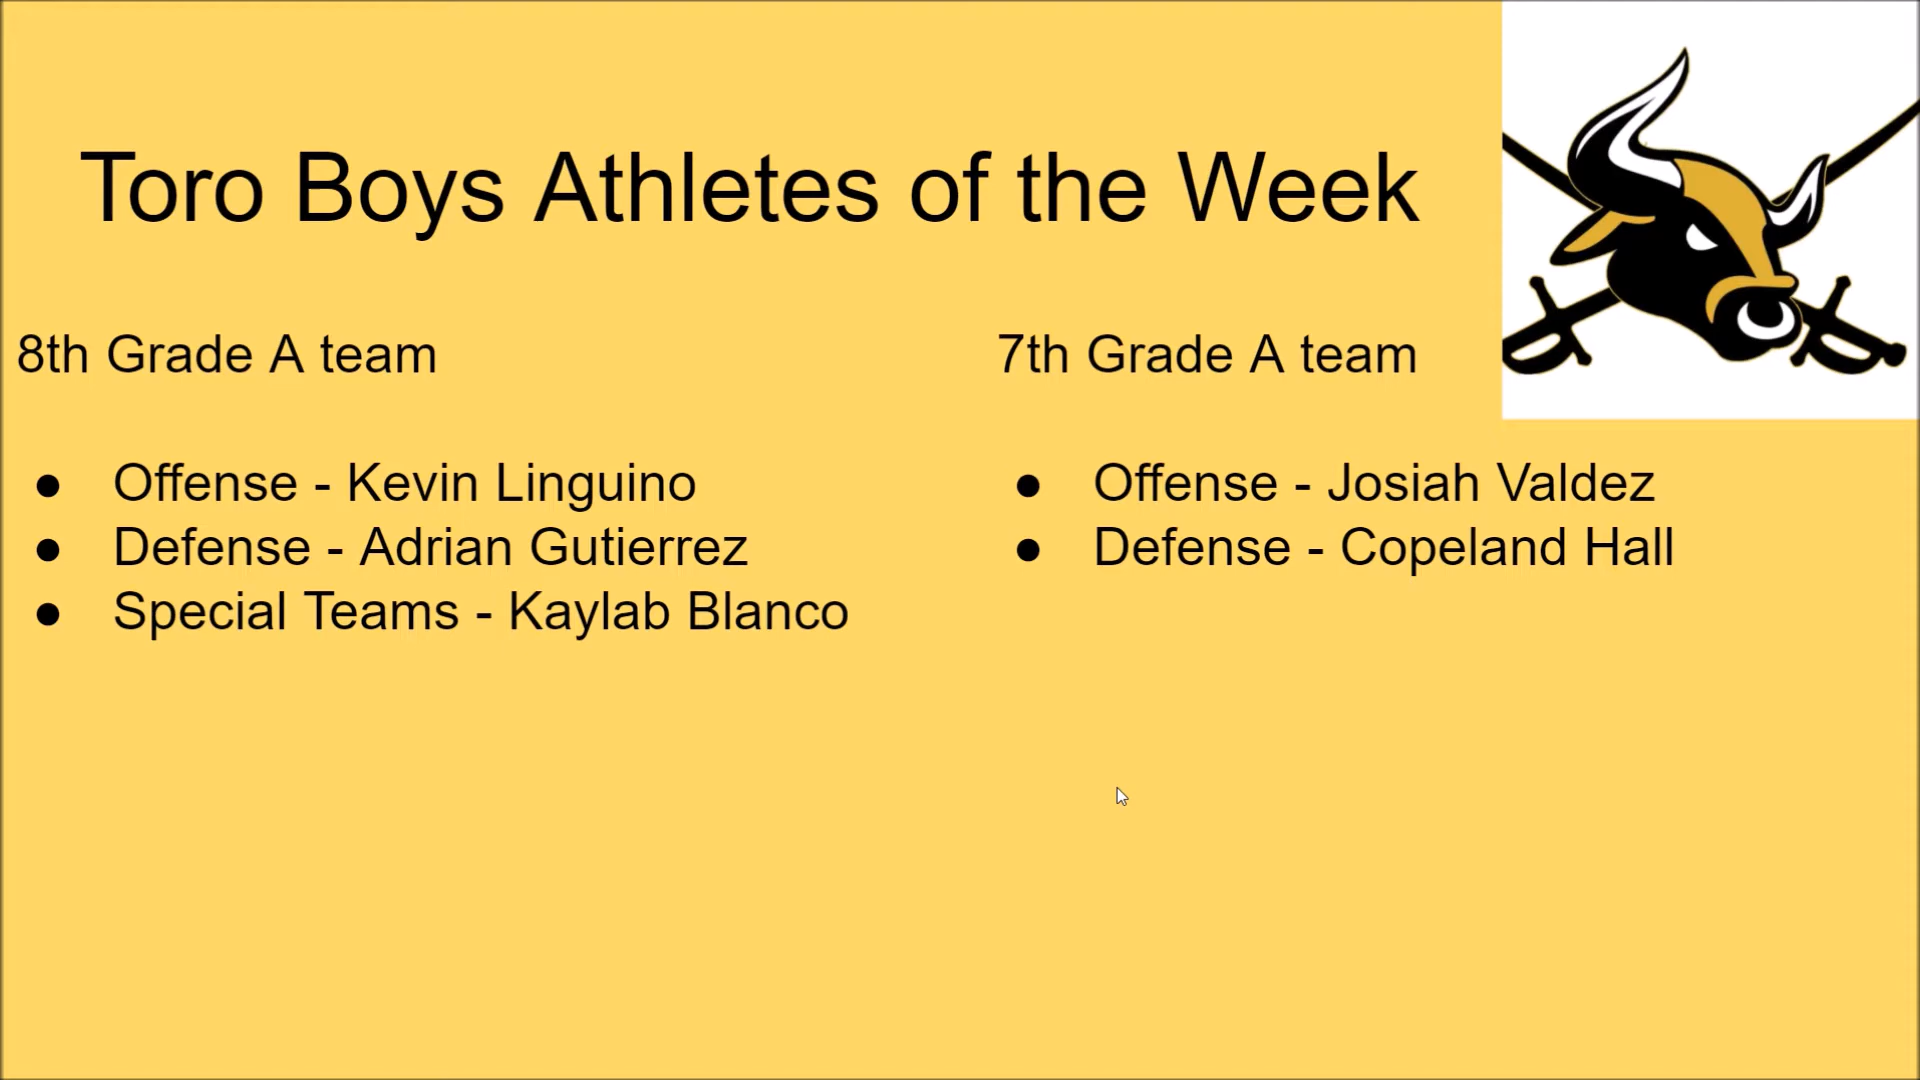 Toro Boys Athletes of the Week
8th Grade A team
● Offense - Kevin Linguino
● Defense - Adrian Gutierrez
● Special Teams - Kaylab Blanco
7th Grade A team
● Offense - Josiah Valdez
● Defense - Copeland Hall